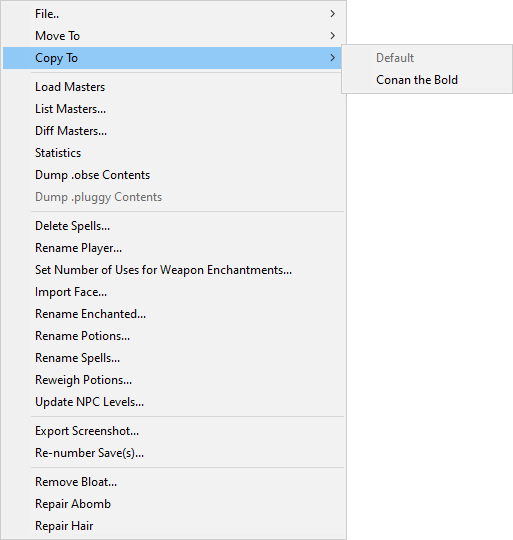 File..
Move To
Copy To
Default
Conan the Bold
Load Masters
List Masters...
Diff Masters...
Statistics
Dump .obse Contents
Dump .pluggy Contents
Delete Spells...
Rename Player...
Set Number of Uses for Weapon Enchantments...
Import Face...
Rename Enchanted...
Rename Potions...
Rename Spells...
Reweigh Potions...
Update NPC Levels...
Export Screenshot...
Re-number Save(s)...
Remove Bloat...
Repair Abomb
Repair Hair